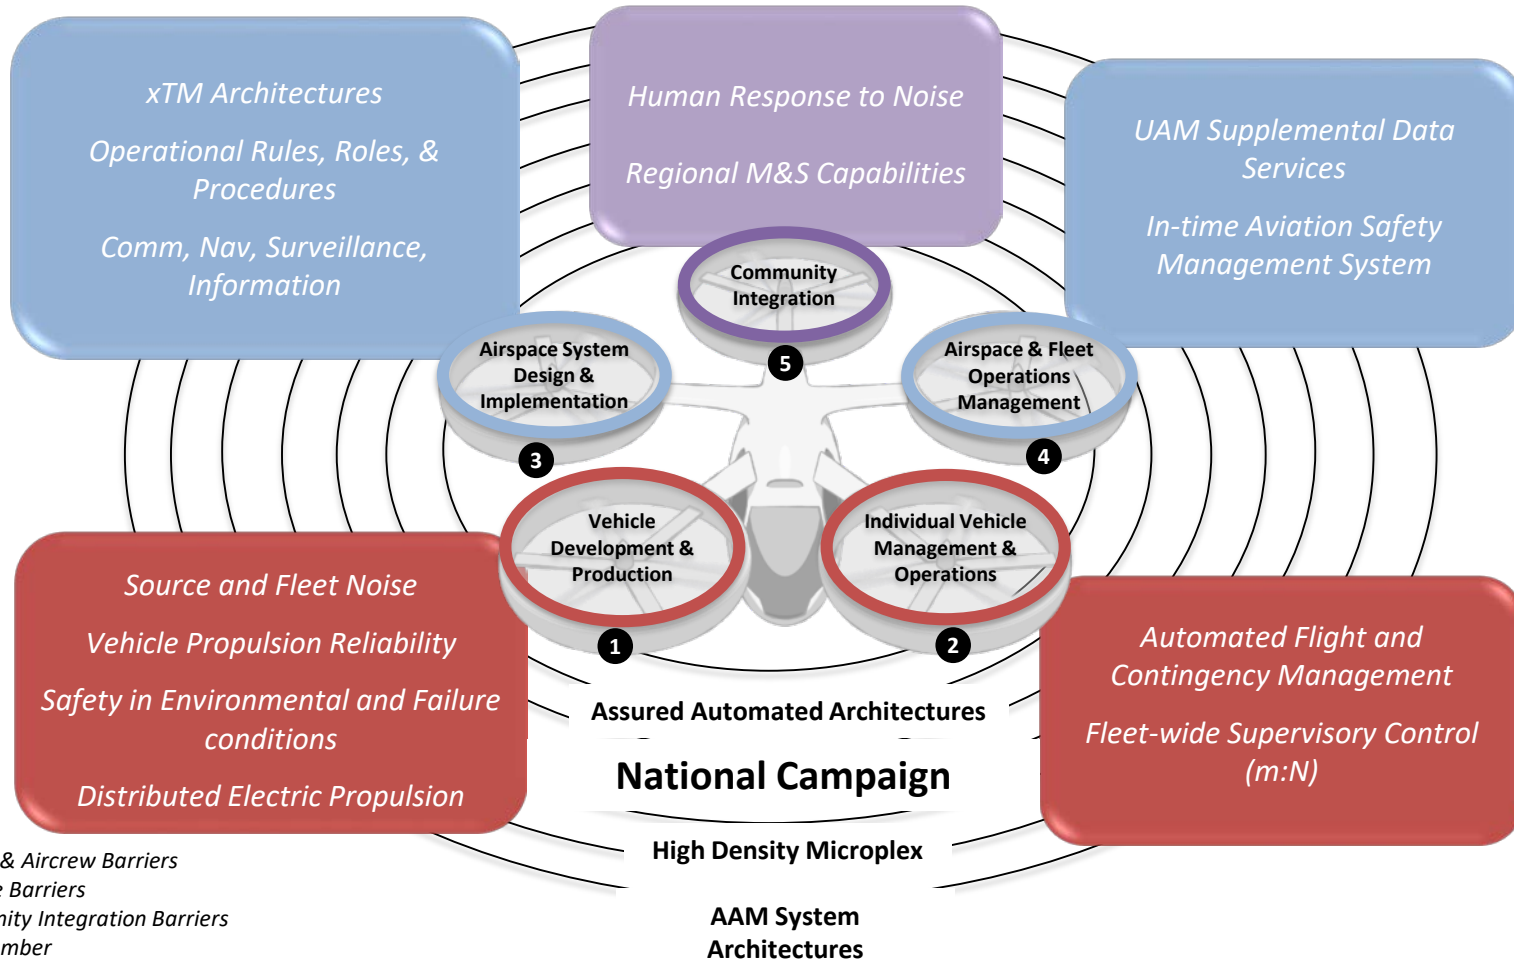 xTM Architectures
Operational Rules, Roles, &
Procedures
Comm, Nav, Surveillance,
Information
Human Response to Noise
Regional M&S Capabilities
UAM Supplemental Data
Services
In-time Aviation Safety
Management System
Community
Integration
5
Airspace System
Design &
Implementation
3
Airspace & Fleet
Operations
Management
4
Vehicle
Development &
Production
1
Individual Vehicle
Management &
Operations
2
Source and Fleet Noise
Vehicle Propulsion Reliability
Safety in Environmental and Failure
conditions
Distributed Electric Propulsion
Automated Flight and
Contingency Management
Fleet-wide Supervisory Control
(m:N)
Assured Automated Architectures
National Campaign
High Density Microplex
AAM System
Architectures
& Aircrew Barriers
Barriers
Integration Barriers